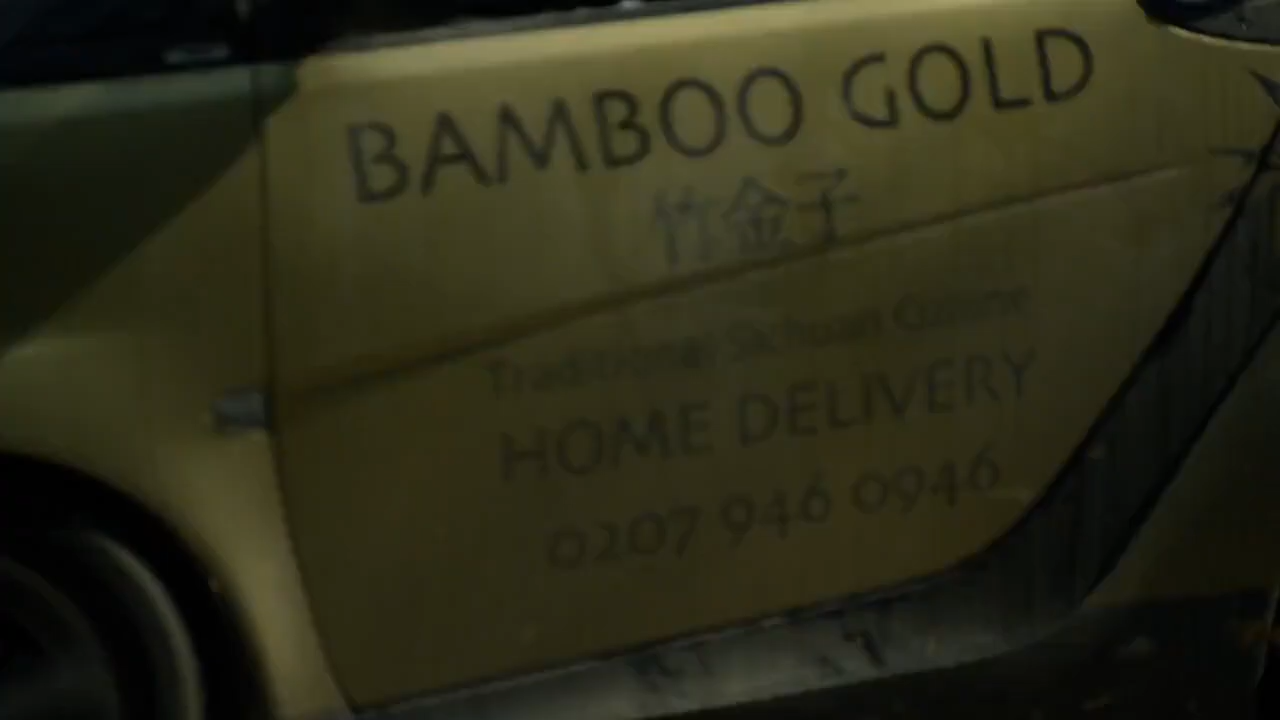 BAMBOO GOLD
竹金子
Traditional Sichuan Cuisine
HOME DELIVERY
0207 946 0946